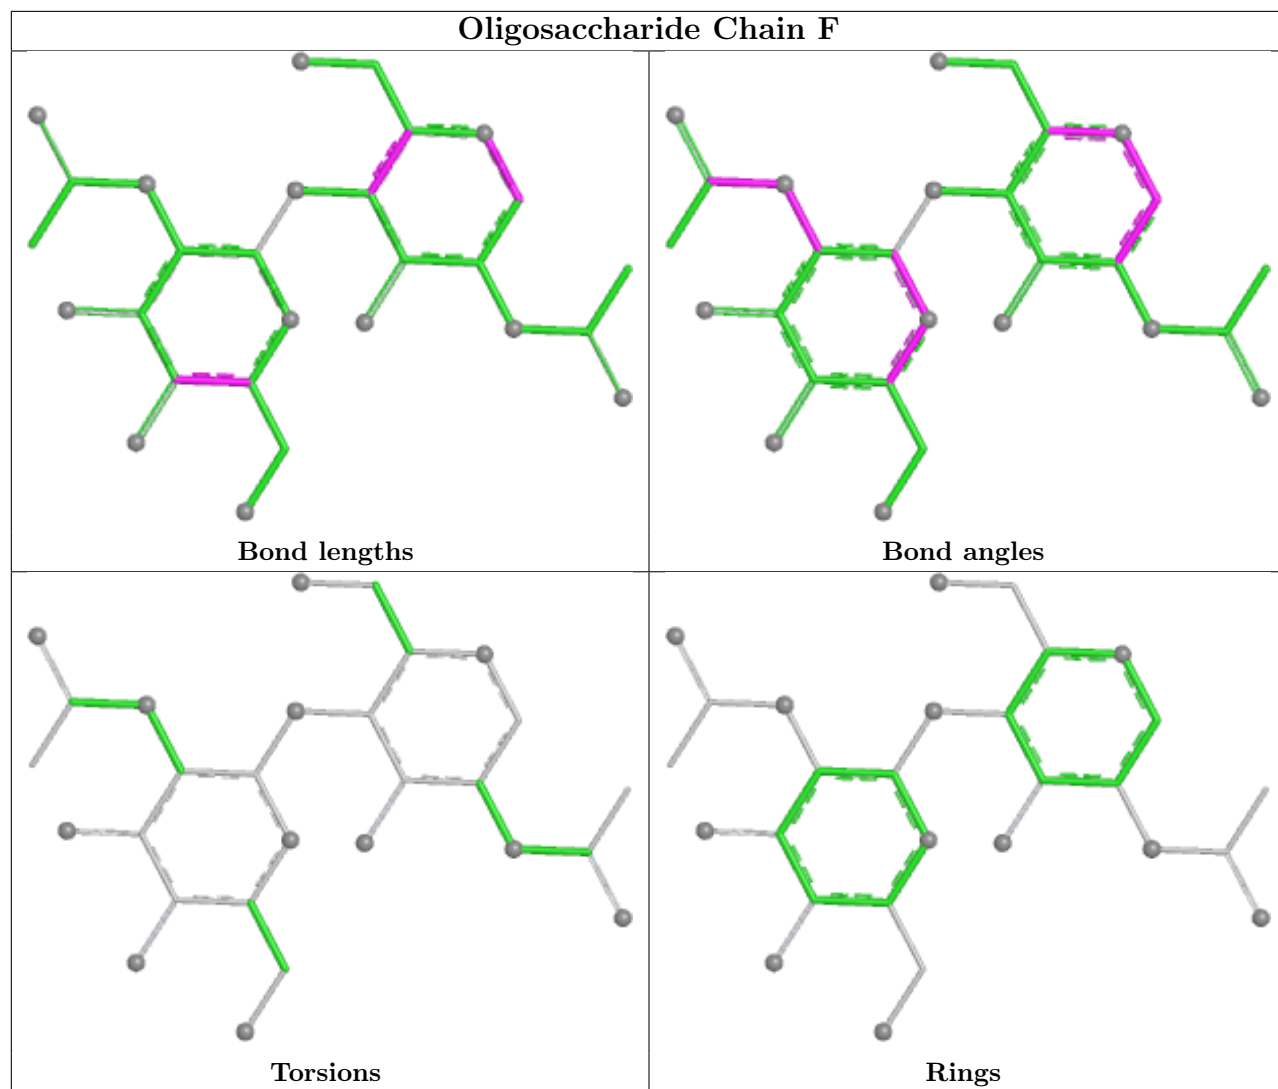 Oligosaccharide Chain F
Bond lengths
Bond angles
Torsions
Rings